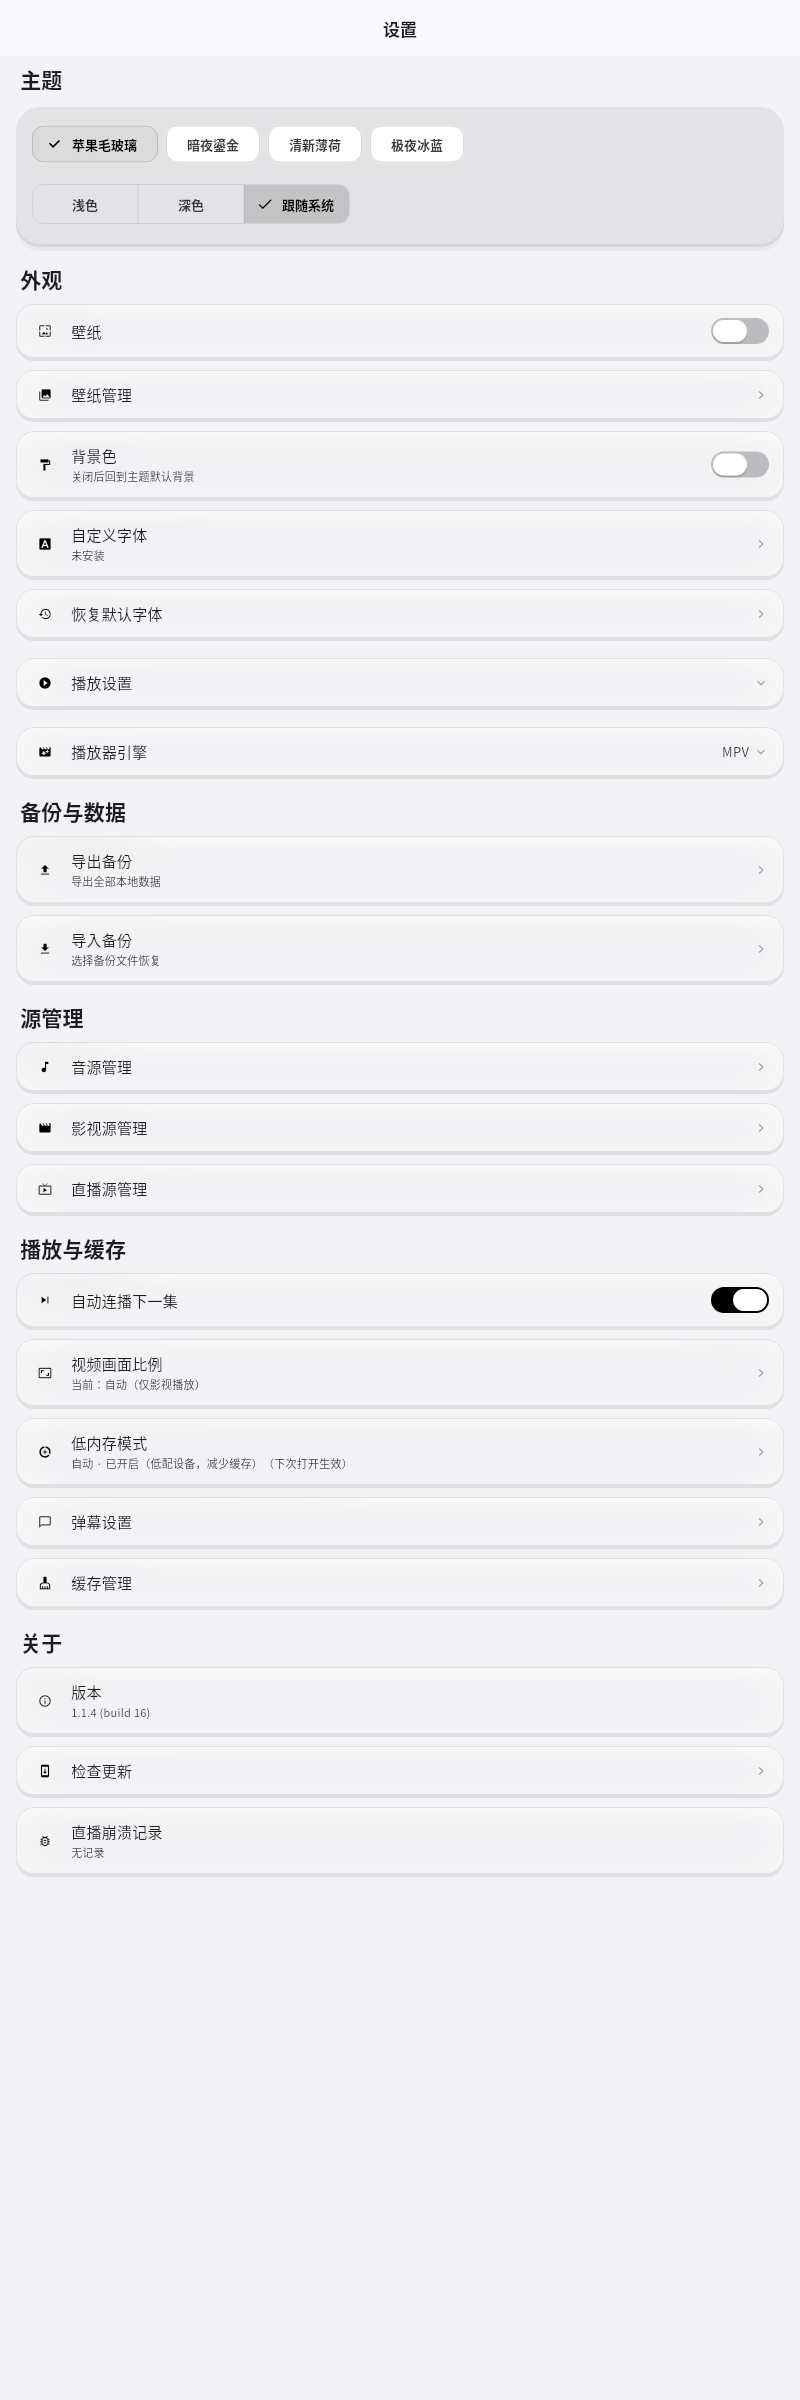 设置
主题
苹果毛玻璃 暗夜鎏金 清新薄荷 极夜冰蓝
浅色 深色 跟随系统
外观
壁纸
壁纸管理
背景色
关闭后回到主题默认背景
自定义字体
未安装
恢复默认字体
播放设置
播放器引擎 MPV
备份与数据
导出备份
导出全部本地数据
导入备份
选择备份文件恢复
源管理
音源管理
影视源管理
直播源管理
播放与缓存
自动连播下一集
视频画面比例
当前：自动（仅影视播放）
低内存模式
自动 · 已开启（低配设备，减少缓存）（下次打开生效）
弹幕设置
缓存管理
关于
版本
1.1.4 (build 16)
检查更新
直播崩溃记录
无记录